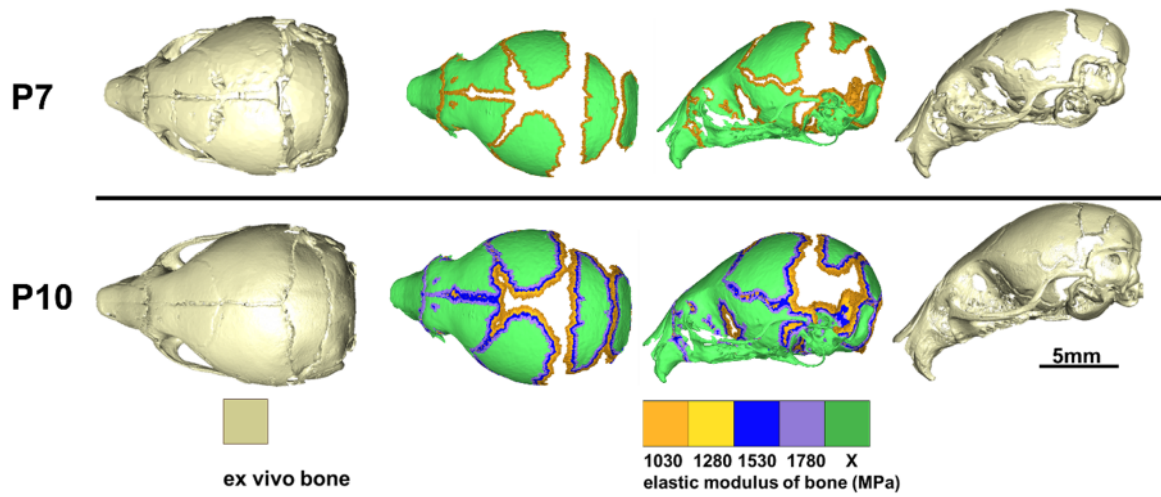 P7
P10
5mm
1030 1280 1530 1780 X
ex vivo bone
elastic modulus of bone (MPa)